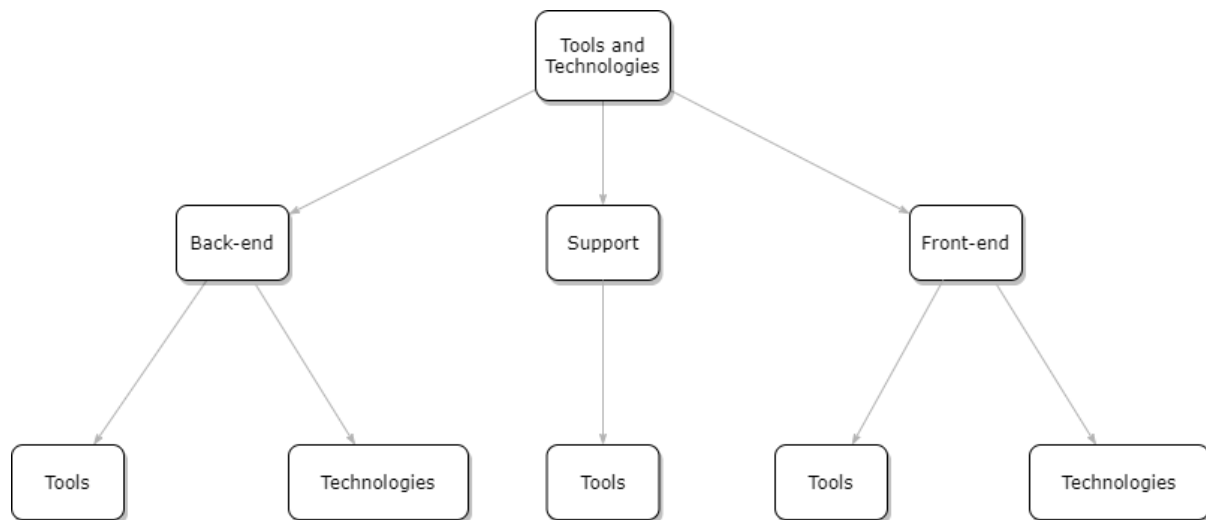 Tools and
Technologies
Back-end
Support
Front-end
Tools
Technologies
Tools
Tools
Technologies